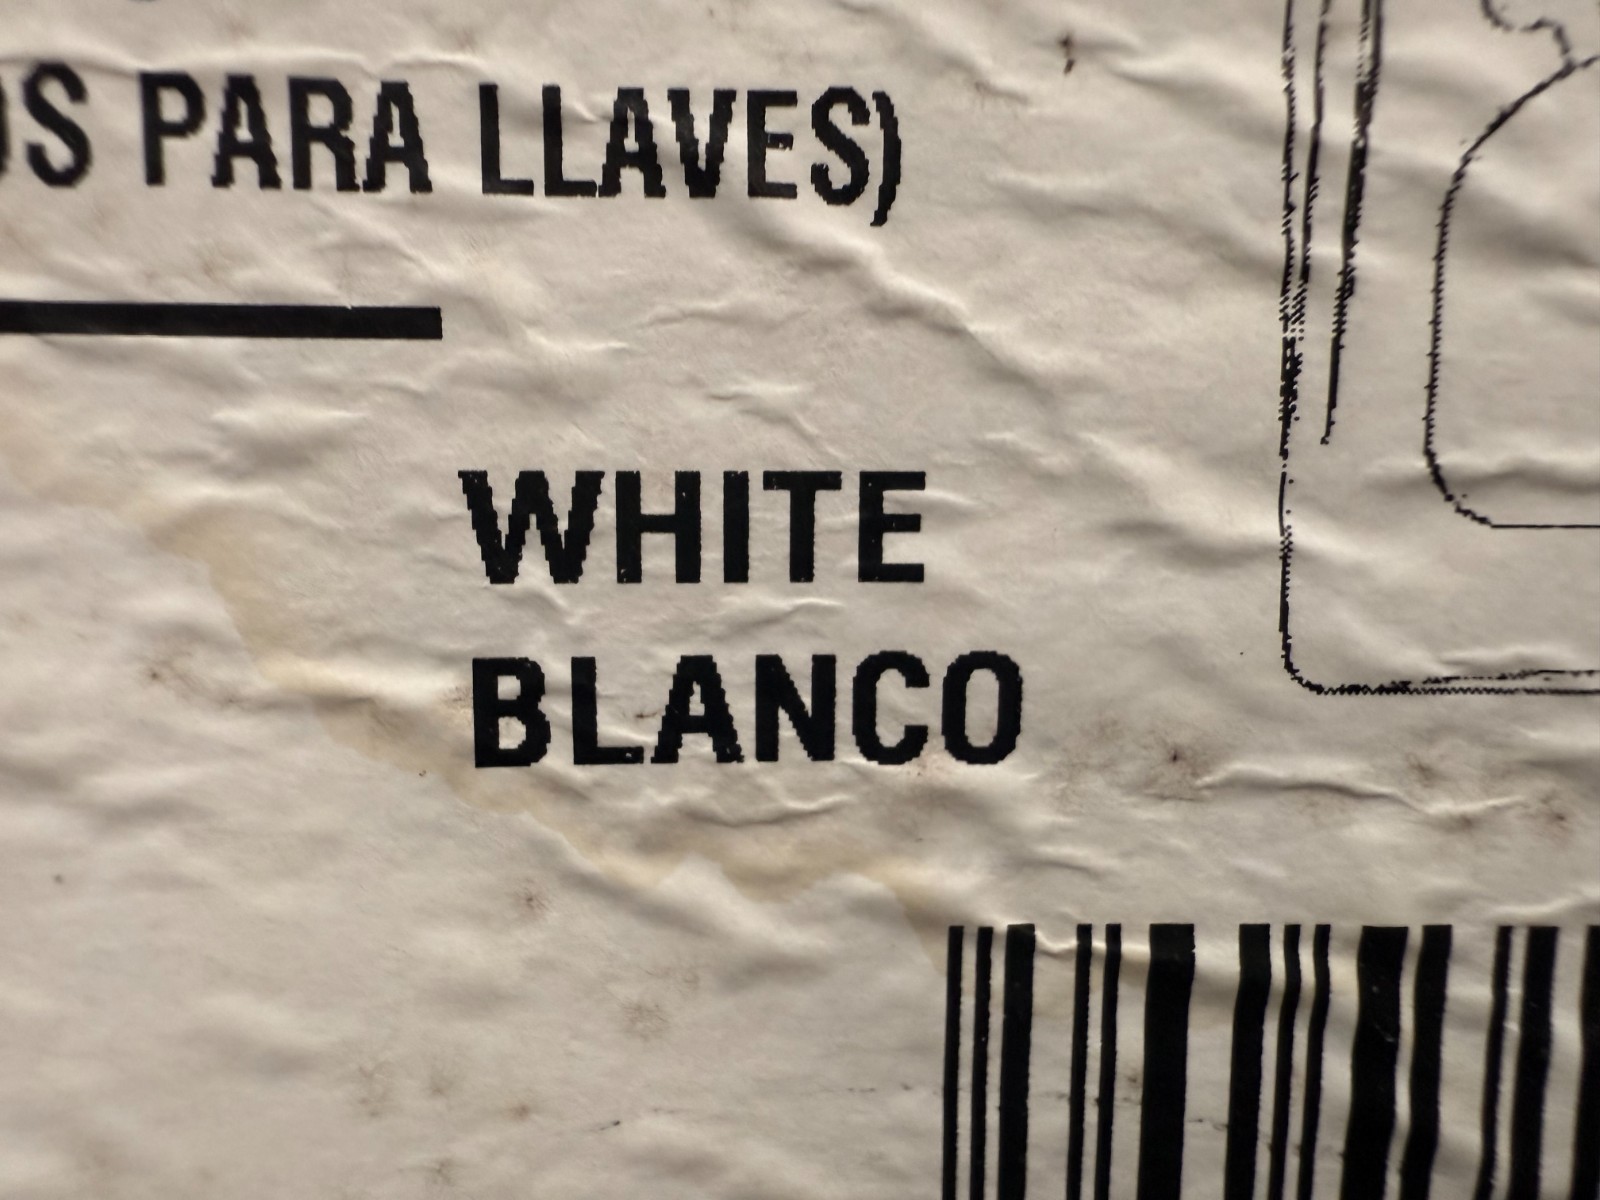 PARA LLAVES)
WHITE
BLANCO